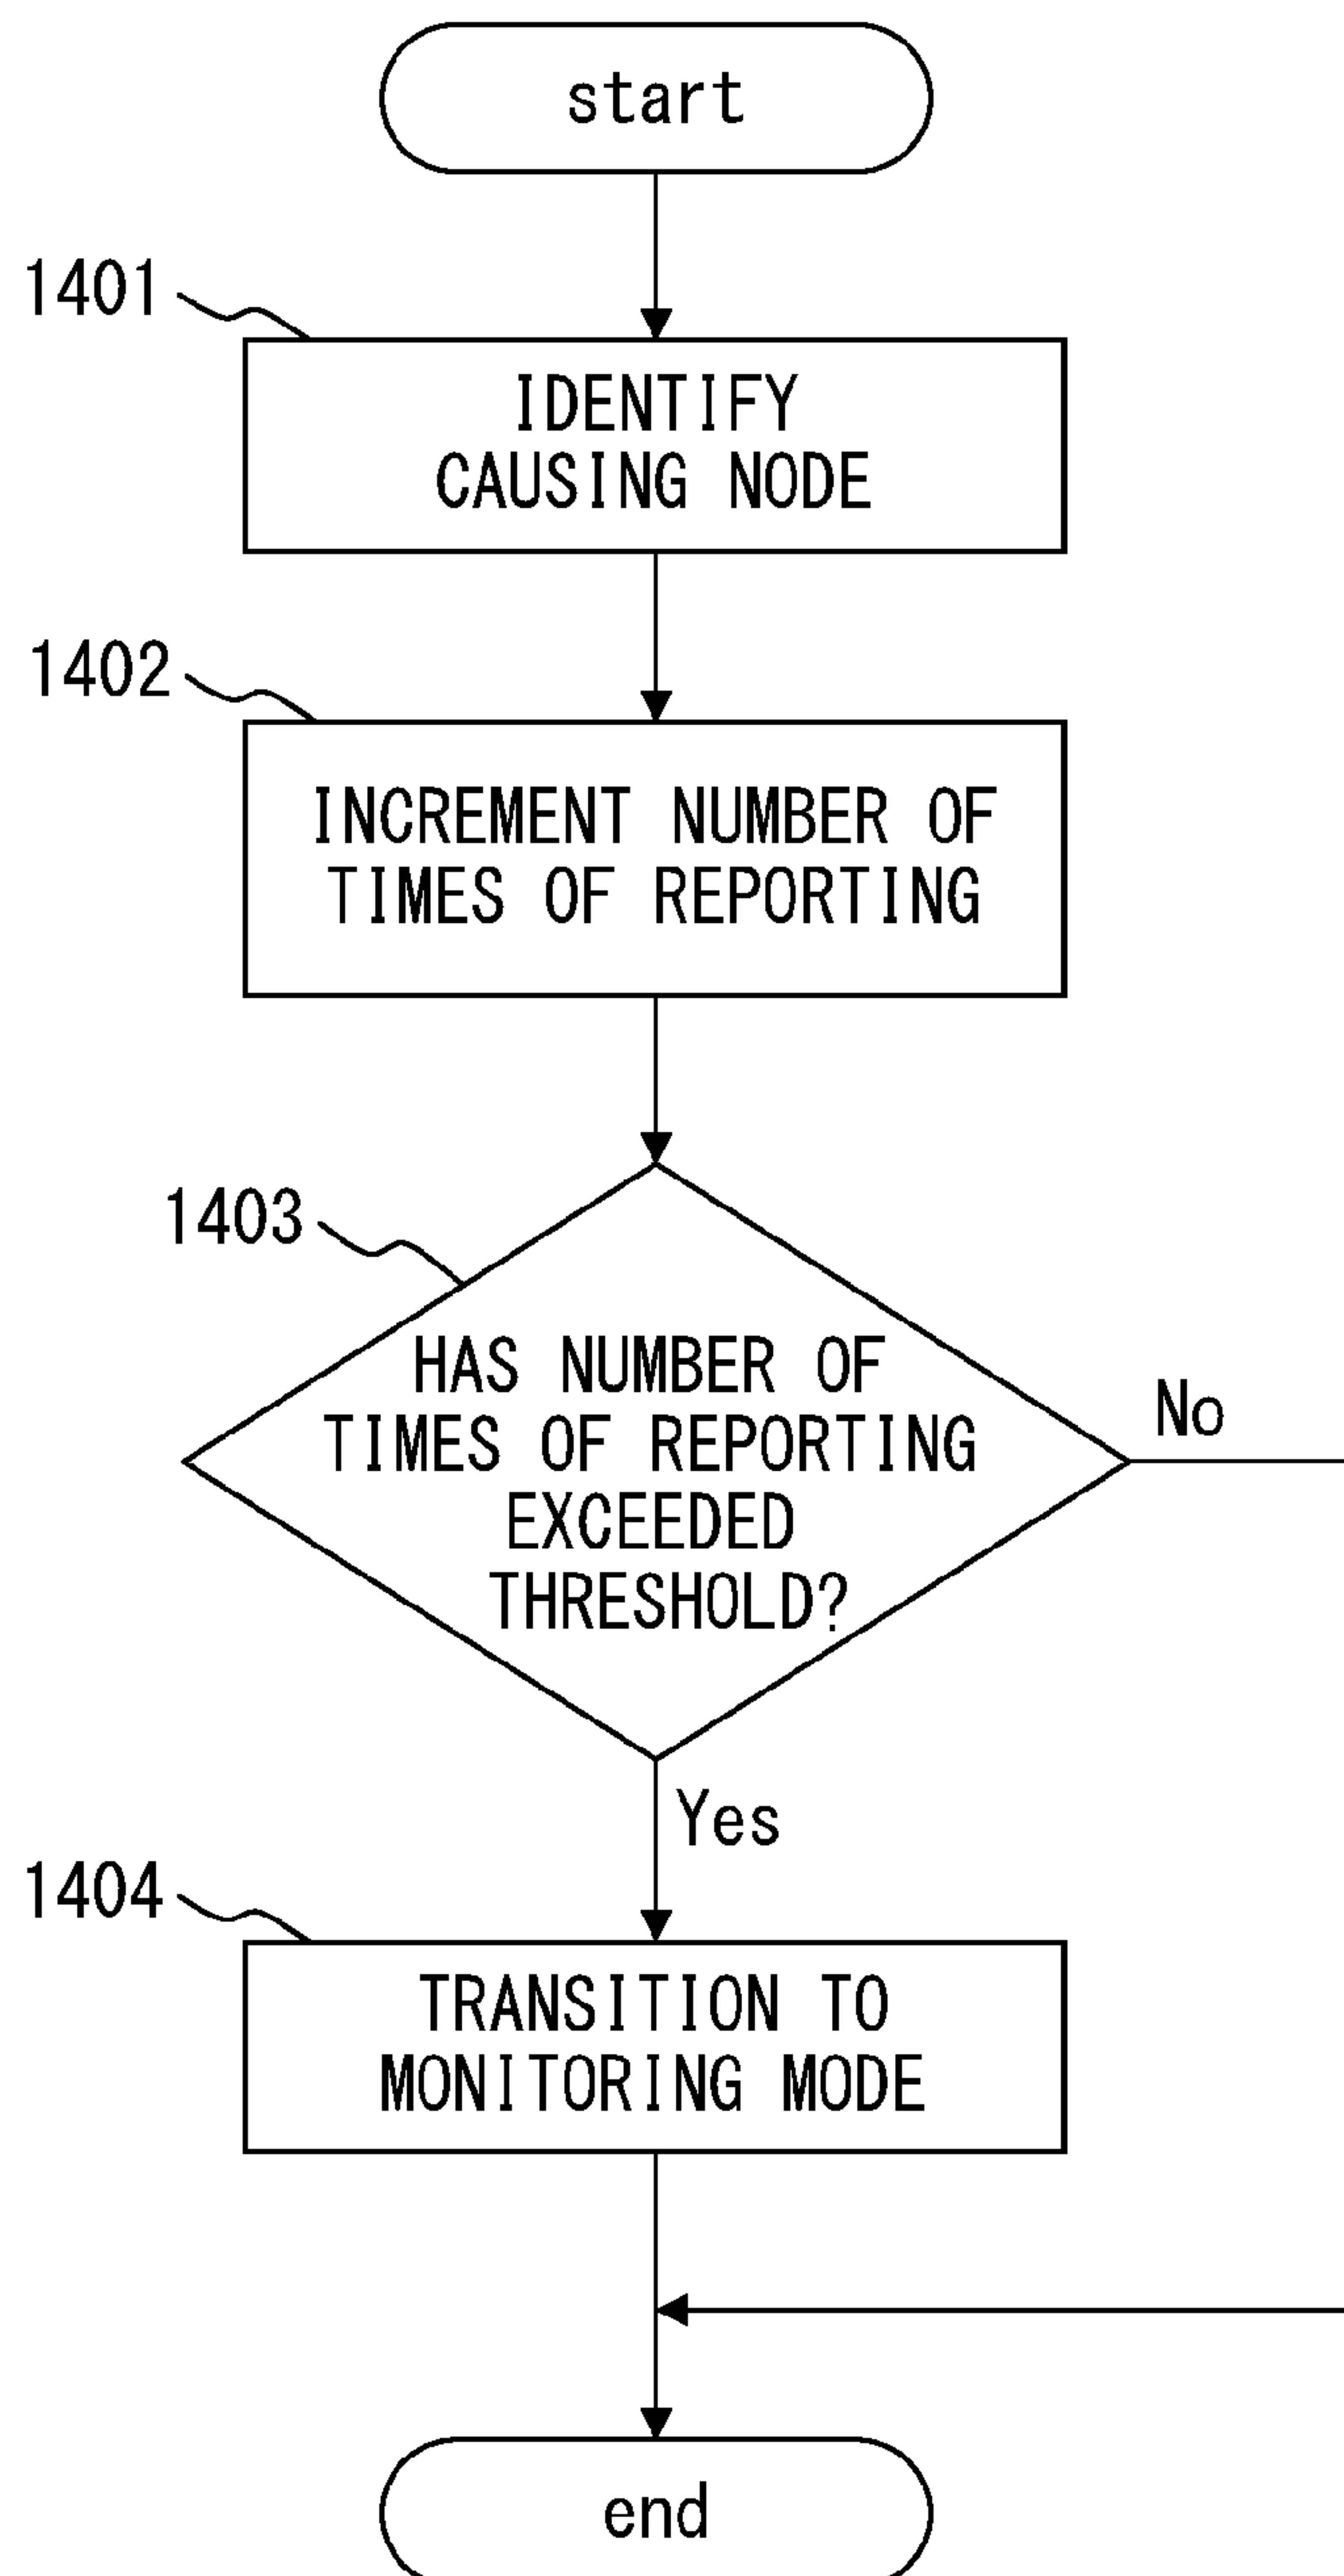 start
1401
IDENTIFY
CAUSING NODE
1402
INCREMENT NUMBER OF
TIMES OF REPORTING
1403
HAS NUMBER OF
TIMES OF REPORTING
EXCEEDED
THRESHOLD?
No
Yes
1404
TRANSITION TO
MONITORING MODE
end